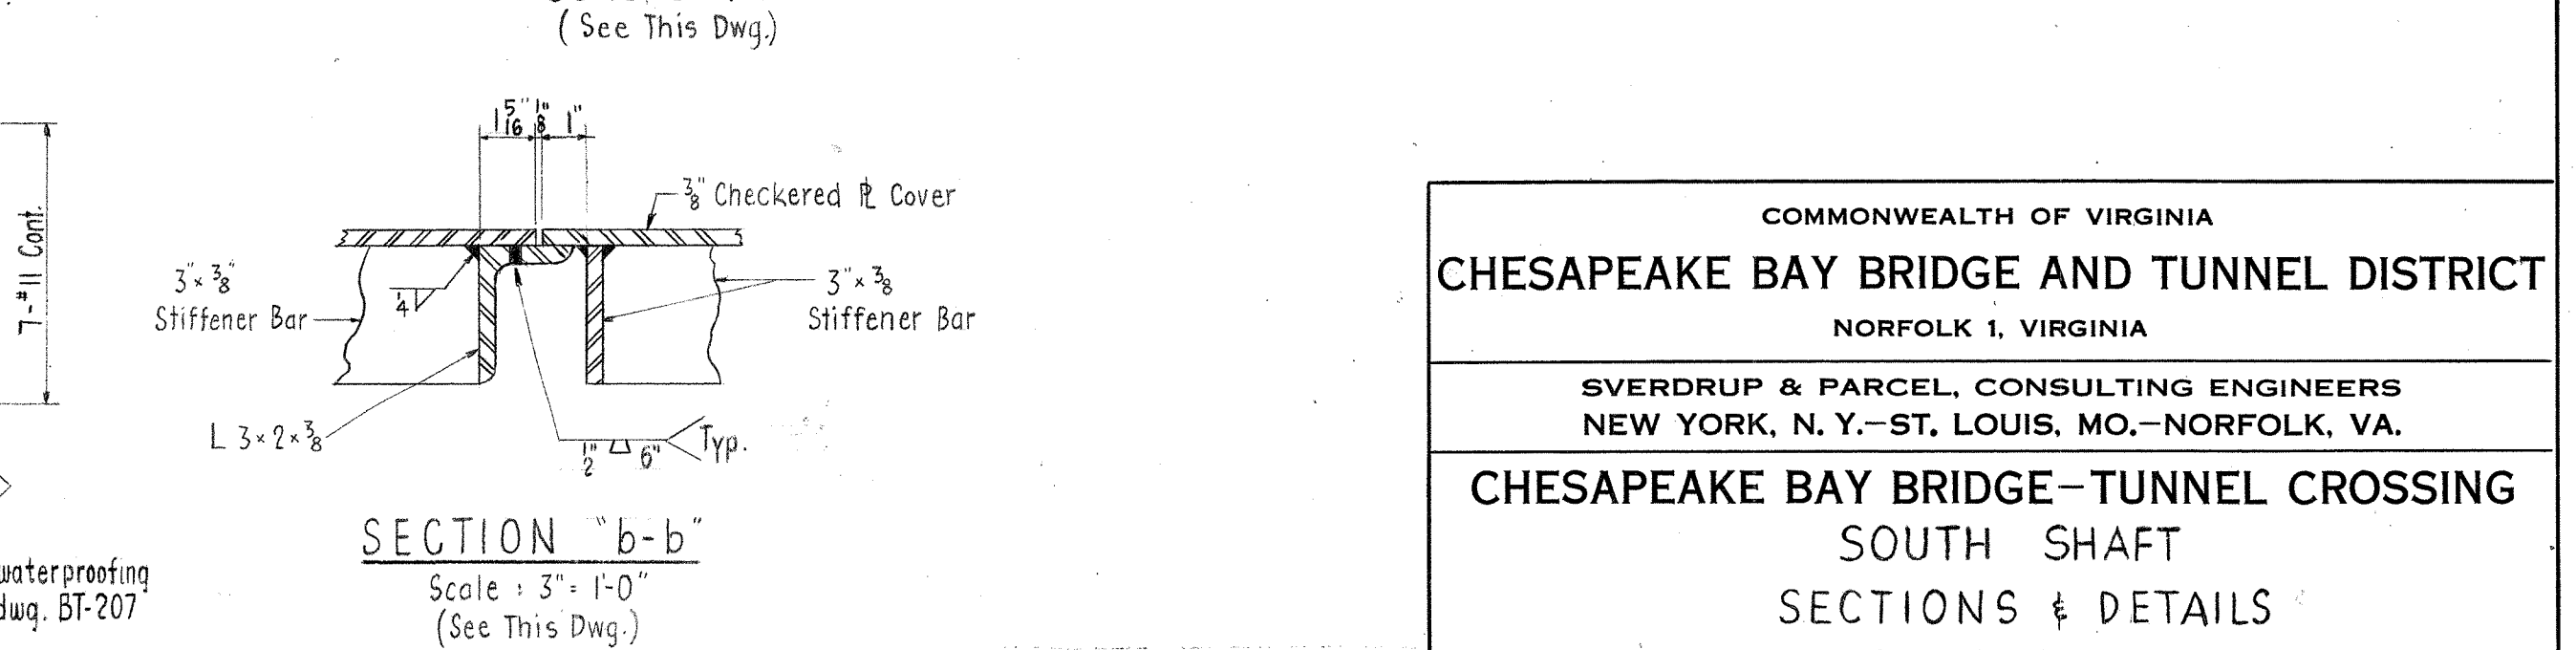 (See This Dwg.)
1 5/16" 1/8" 1"
3/8" Checkered PL Cover
7-#11 Cont.
3" x 3/8"
Stiffener Bar
1/4
3" x 3/8
Stiffener Bar
L 3 x 2 x 3/8
1/2" 6" Typ.
SECTION "b-b"
Scale : 3" = 1'-0"
(See This Dwg.)
waterproofing
dwg. BT-207
COMMONWEALTH OF VIRGINIA
CHESAPEAKE BAY BRIDGE AND TUNNEL DISTRICT
NORFOLK 1, VIRGINIA
SVERDRUP & PARCEL, CONSULTING ENGINEERS
NEW YORK, N. Y.—ST. LOUIS, MO.—NORFOLK, VA.
CHESAPEAKE BAY BRIDGE—TUNNEL CROSSING
SOUTH SHAFT
SECTIONS & DETAILS